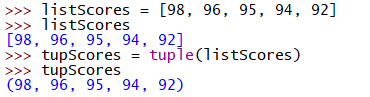 >>> listScores = [98, 96, 95, 94, 92]
>>> listScores
[98, 96, 95, 94, 92]
>>> tupScores = tuple(listScores)
>>> tupScores
(98, 96, 95, 94, 92)